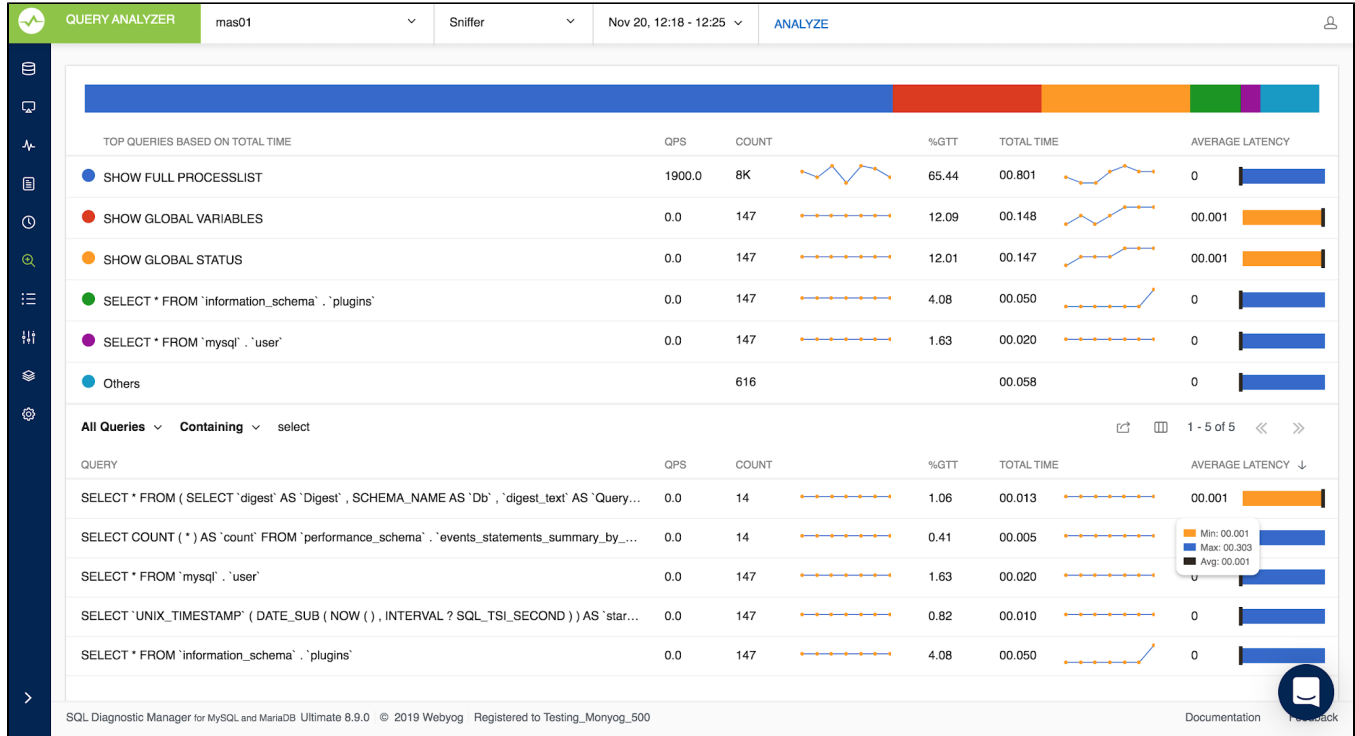 QUERY ANALYZER mas01 Sniffer Nov 20, 12:18 - 12:25 ANALYZE
TOP QUERIES BASED ON TOTAL TIME QPS COUNT %GTT TOTAL TIME AVERAGE LATENCY
SHOW FULL PROCESSLIST 1900.0 8K 65.44 00.801 0
SHOW GLOBAL VARIABLES 0.0 147 12.09 00.148 00.001
SHOW GLOBAL STATUS 0.0 147 12.01 00.147 00.001
SELECT * FROM `information_schema` . `plugins` 0.0 147 4.08 00.050 0
SELECT * FROM `mysql` . `user` 0.0 147 1.63 00.020 0
Others 616 00.058 0
All Queries Containing select 1 - 5 of 5
QUERY QPS COUNT %GTT TOTAL TIME AVERAGE LATENCY
SELECT * FROM ( SELECT `digest` AS `Digest` , SCHEMA_NAME AS `Db` , `digest_text` AS `Query... 0.0 14 1.06 00.013 00.001
SELECT COUNT ( * ) AS `count` FROM `performance_schema` . `events_statements_summary_by_... 0.0 14 0.41 00.005
Min: 00.001
Max: 00.303
Avg: 00.001
SELECT * FROM `mysql` . `user` 0.0 147 1.63 00.020 0
SELECT `UNIX_TIMESTAMP` ( DATE_SUB ( NOW ( ) , INTERVAL ? SQL_TSI_SECOND ) ) AS `star... 0.0 147 0.82 00.010 0
SELECT * FROM `information_schema` . `plugins` 0.0 147 4.08 00.050 0
SQL Diagnostic Manager for MySQL and MariaDB Ultimate 8.9.0 © 2019 Webyog Registered to Testing_Monyog_500 Documentation